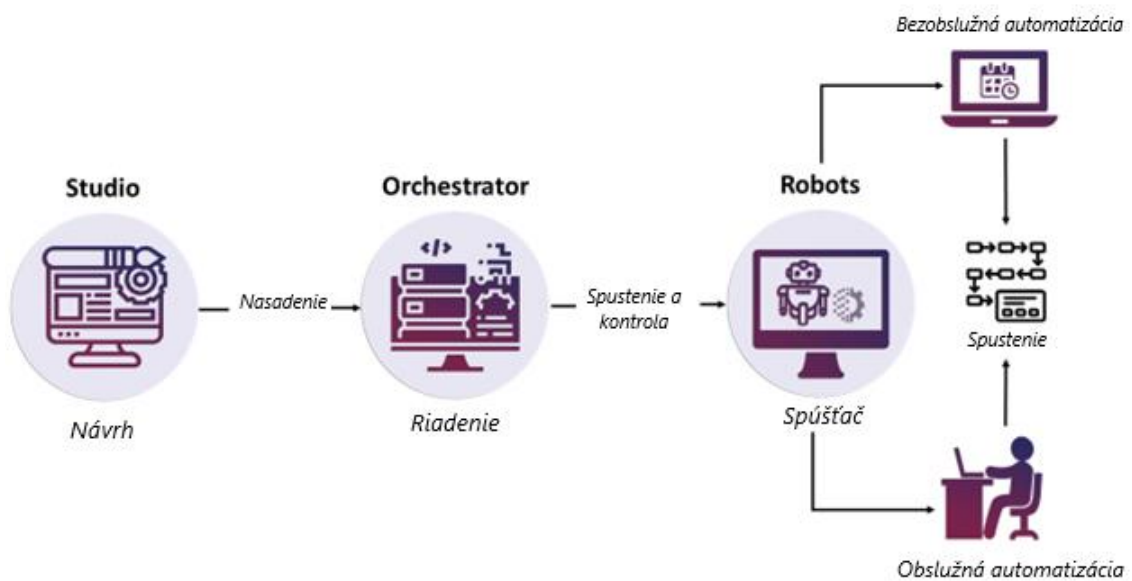 Bezobslužná automatizácia
Studio
Orchestrator
Robots
</>
Nasadenie
Spustenie a
kontrola
Spustenie
Návrh
Riadenie
Spúšťač
Obslužná automatizácia